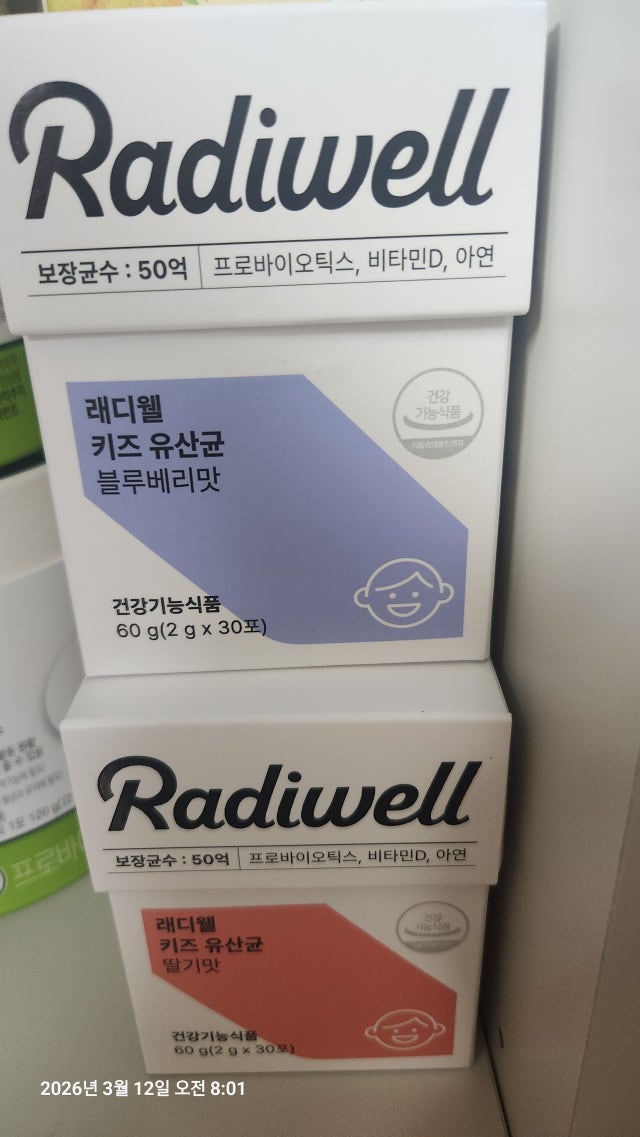 Radiwell
보장균수 : 50억 프로바이오틱스, 비타민D, 아연
래디웰
키즈 유산균
블루베리맛
건강
기능식품
건강기능식품
60 g(2 g x 30포)
Radiwell
보장균수 : 50억 프로바이오틱스, 비타민D, 아연
래디웰
키즈 유산균
딸기맛
건강
기능식품
건강기능식품
60 g(2 g x 30포)
프로바
2026년 3월 12일 오전 8:01